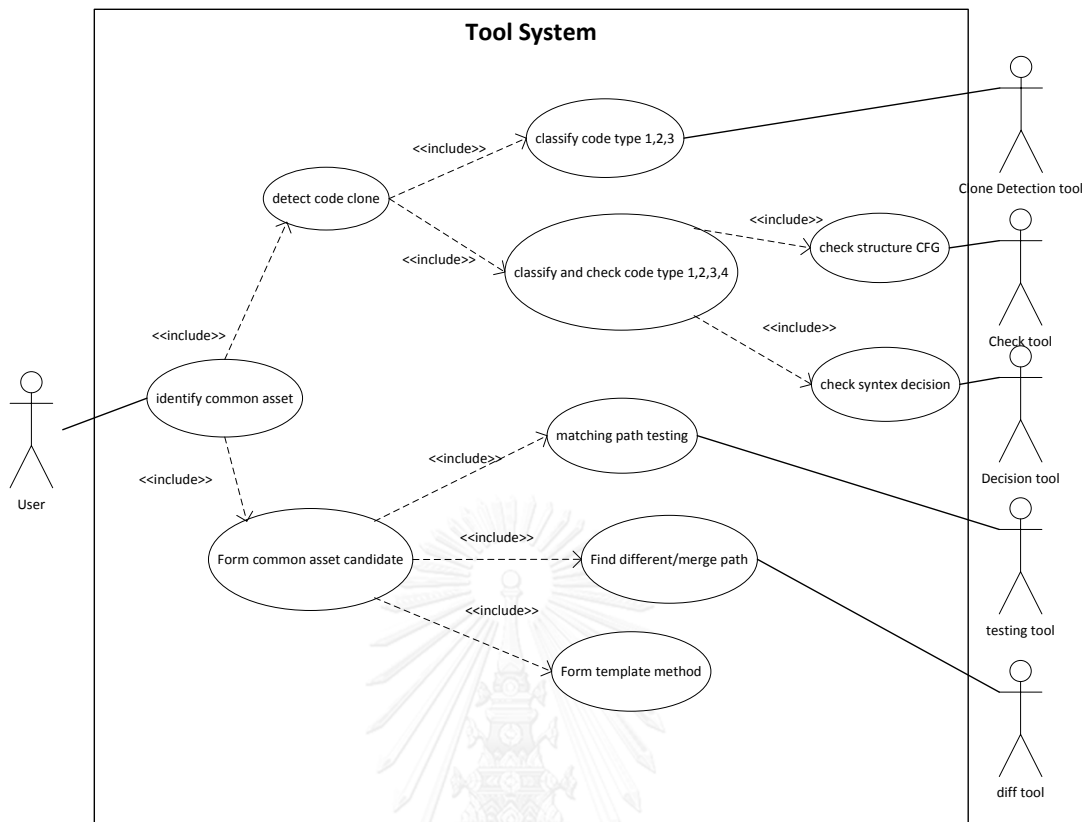 Tool System
<<include>>
classify code type 1,2,3
detect code clone
Clone Detection tool
<<include>>
<<include>>
classify and check code type 1,2,3,4
check structure CFG
<<include>>
<<include>>
Check tool
identify common asset
check syntex decision
User
<<include>>
<<include>>
matching path testing
Decision tool
<<include>>
Form common asset candidate
Find different/merge path
<<include>>
testing tool
Form template method
diff tool